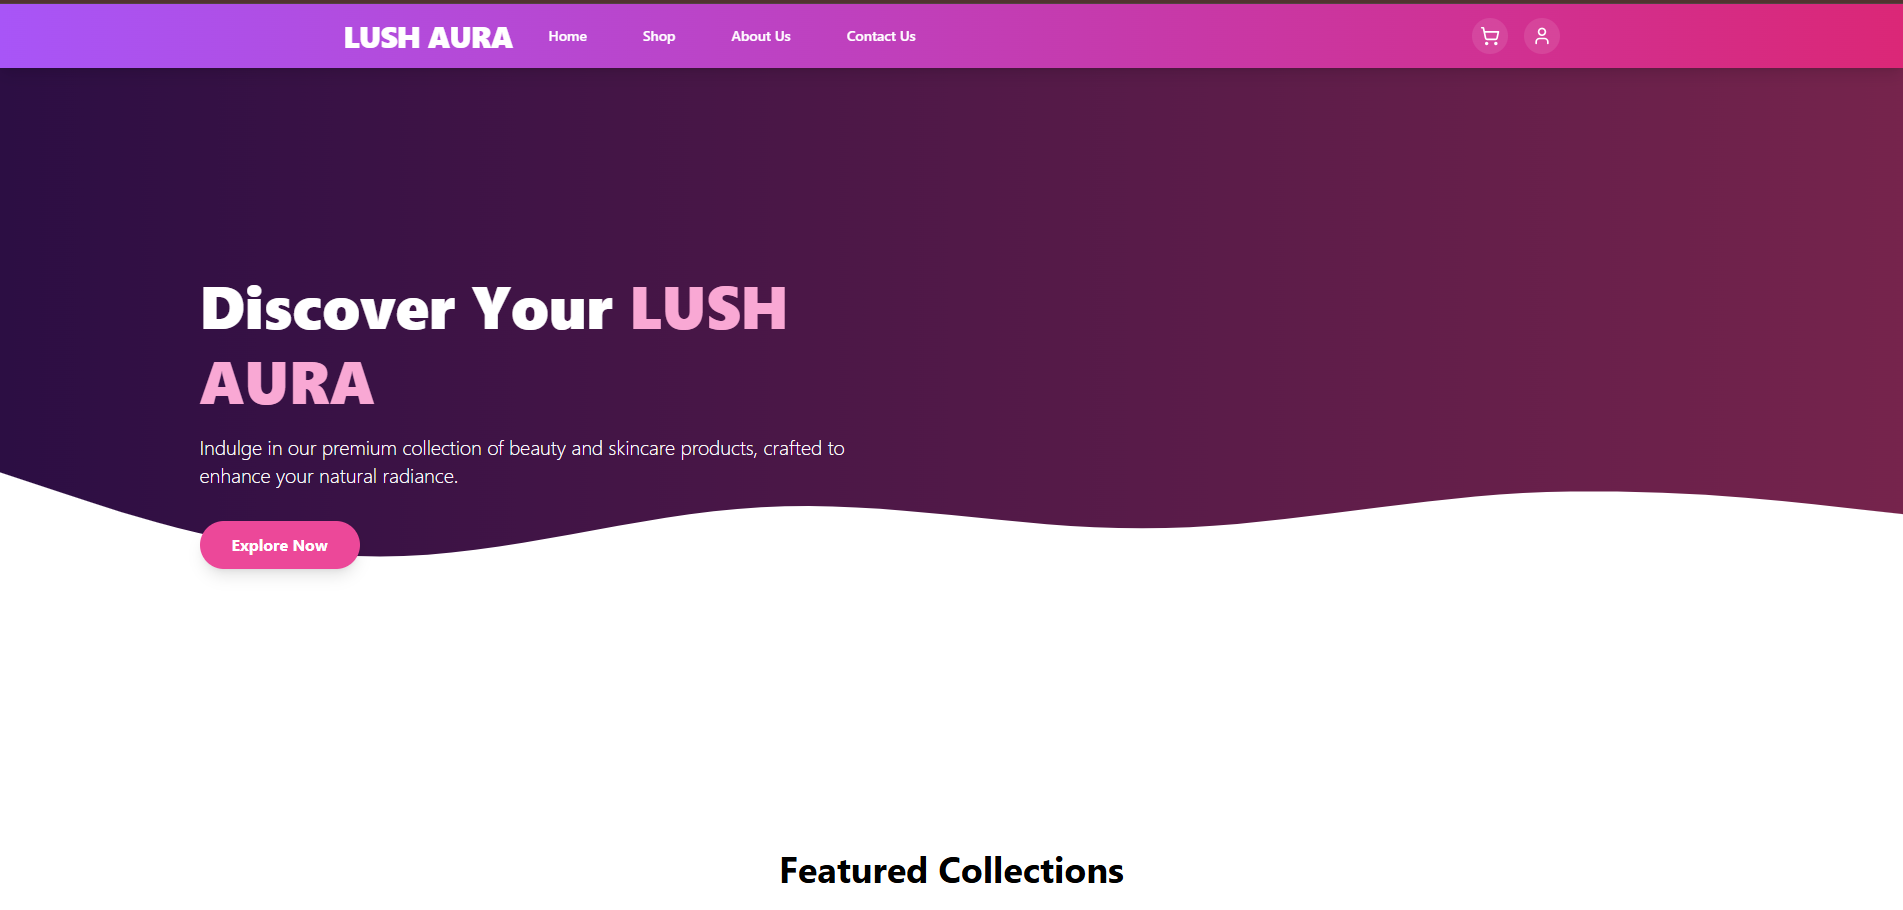 LUSH AURA Home Shop About Us Contact Us
Discover Your LUSH
AURA
Indulge in our premium collection of beauty and skincare products, crafted to
enhance your natural radiance.
Explore Now
Featured Collections